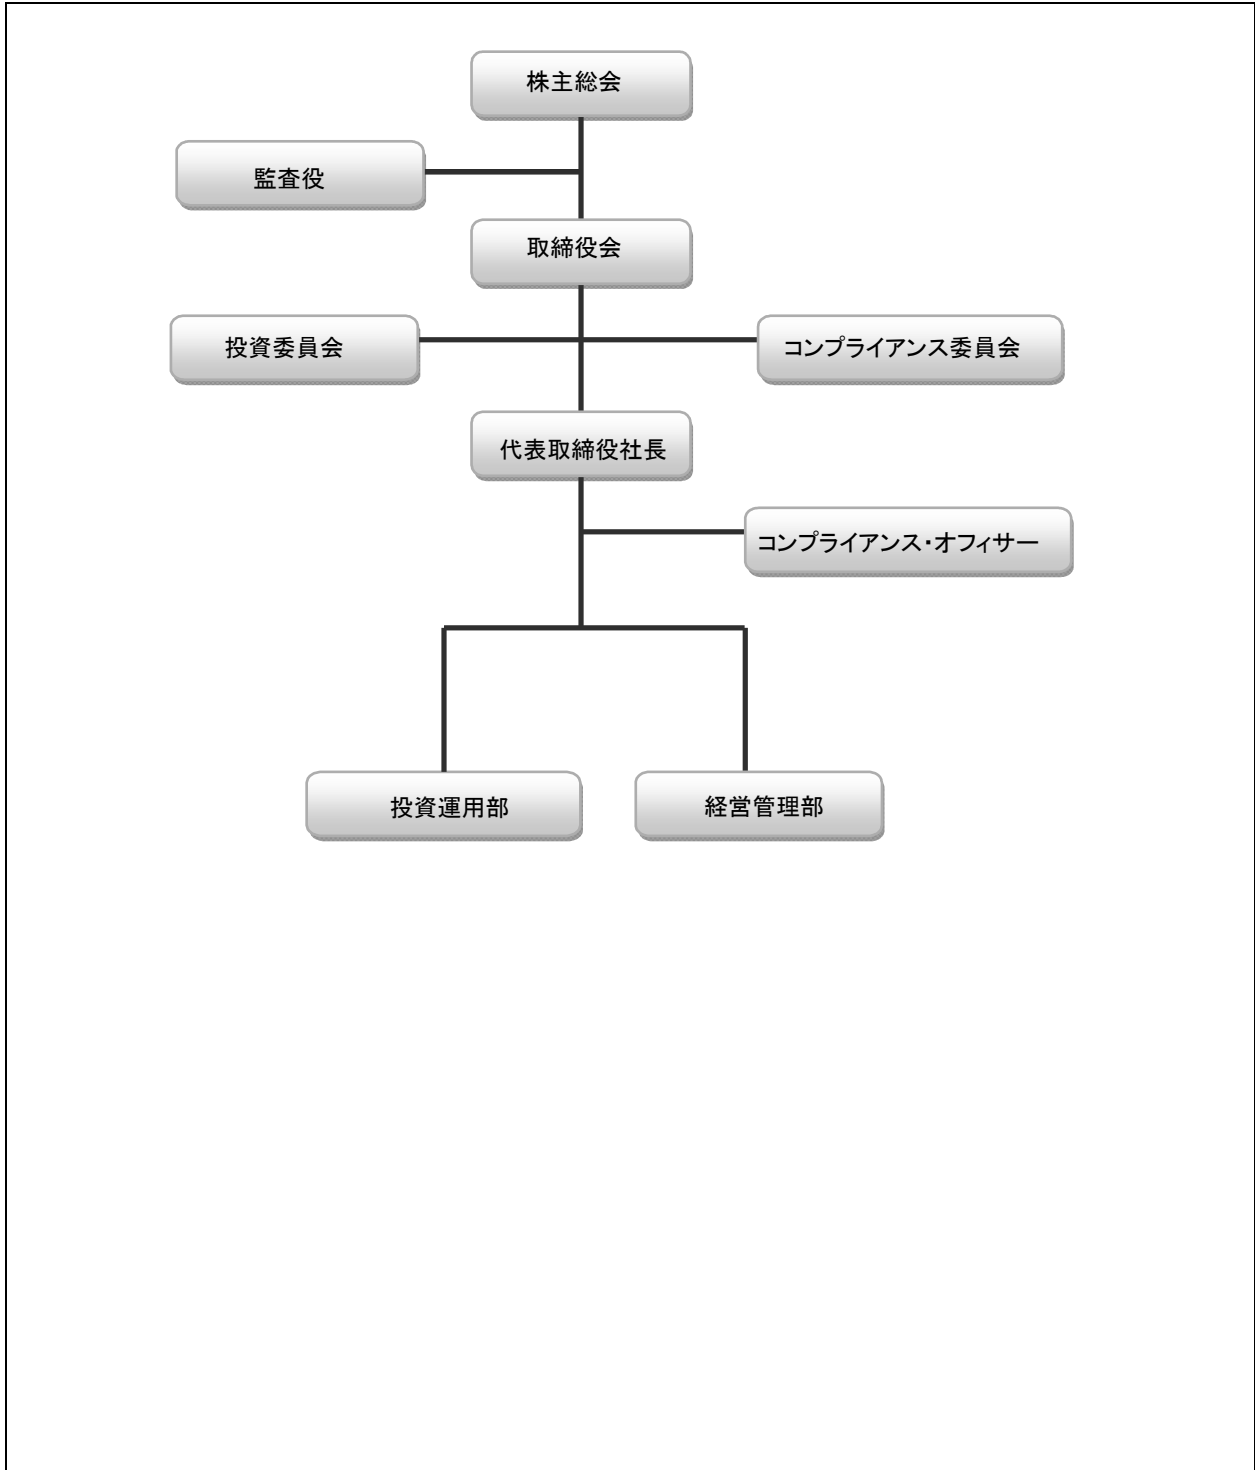 株主総会
監査役
取締役会
投資委員会
コンプライアンス委員会
代表取締役社長
コンプライアンス・オフィサー
投資運用部
経営管理部